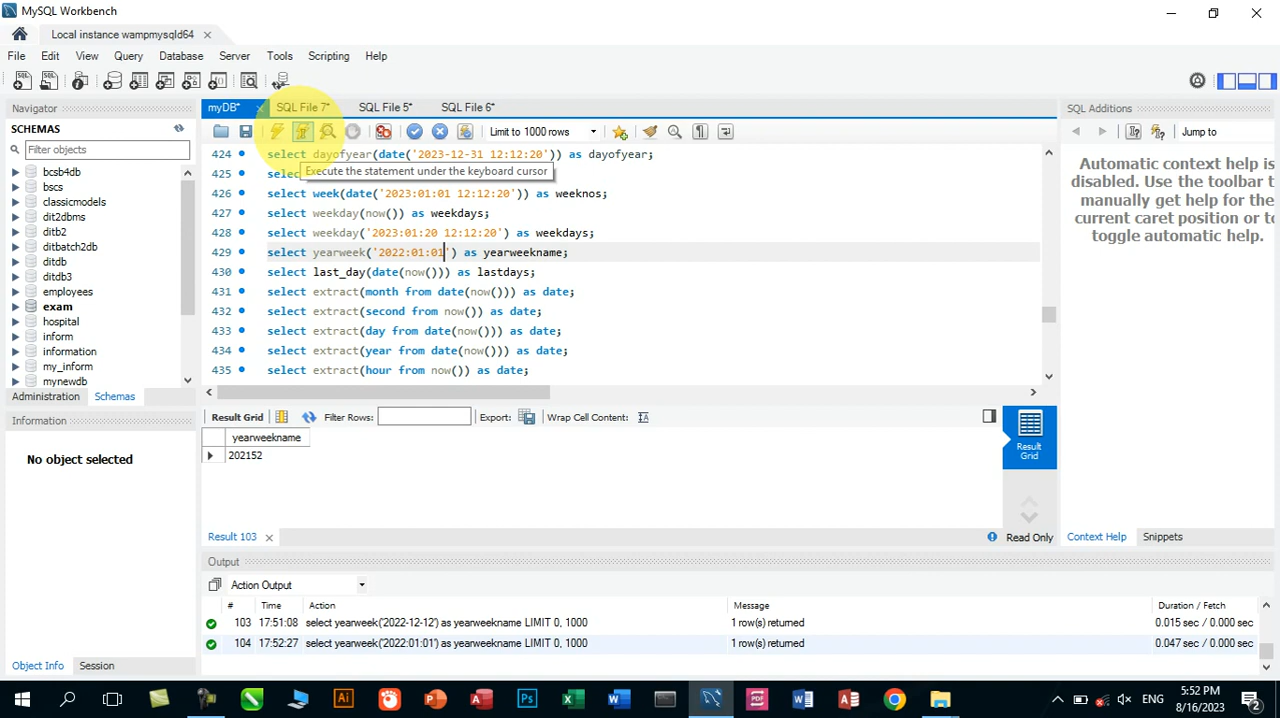 MySQL Workbench
Local instance wampmysqld64
File Edit View Query Database Server Tools Scripting Help
Navigator
SCHEMAS
Filter objects
bcsb4db
bscs
classicmodels
dit2dbms
ditb2
ditbatch2db
ditdb
ditdb3
employees
exam
hospital
inform
information
my_inform
mynewdb
Administration Schemas
Information
No object selected
Object Info Session
myDB* SQL File 7* SQL File 5* SQL File 6*
Limit to 1000 rows
424 select dayofyear(date('2023-12-31 12:12:20')) as dayofyear;
Execute the statement under the keyboard cursor
425
426 select week(date('2023:01:01 12:12:20')) as weeknos;
427 select weekday(now()) as weekdays;
428 select weekday('2023:01:20 12:12:20') as weekdays;
429 select yearweek('2022:01:01') as yearweekname;
430 select last_day(date(now())) as lastdays;
431 select extract(month from date(now())) as date;
432 select extract(second from now()) as date;
433 select extract(day from date(now())) as date;
434 select extract(year from date(now())) as date;
435 select extract(hour from now()) as date;
Result Grid Filter Rows: Export: Wrap Cell Content:
yearweekname
202152
Result Grid
Result 103
Read Only
Output
Action Output
# Time Action Message Duration / Fetch
103 17:51:08 select yearweek('2022-12-12') as yearweekname LIMIT 0, 1000 1 row(s) returned 0.015 sec / 0.000 sec
104 17:52:27 select yearweek('2022:01:01') as yearweekname LIMIT 0, 1000 1 row(s) returned 0.047 sec / 0.000 sec
SQL Additions
Jump to
Automatic context help is
disabled. Use the toolbar t
manually get help for the
current caret position or to
toggle automatic help.
Context Help Snippets
ENG
5:52 PM
8/16/2023
2